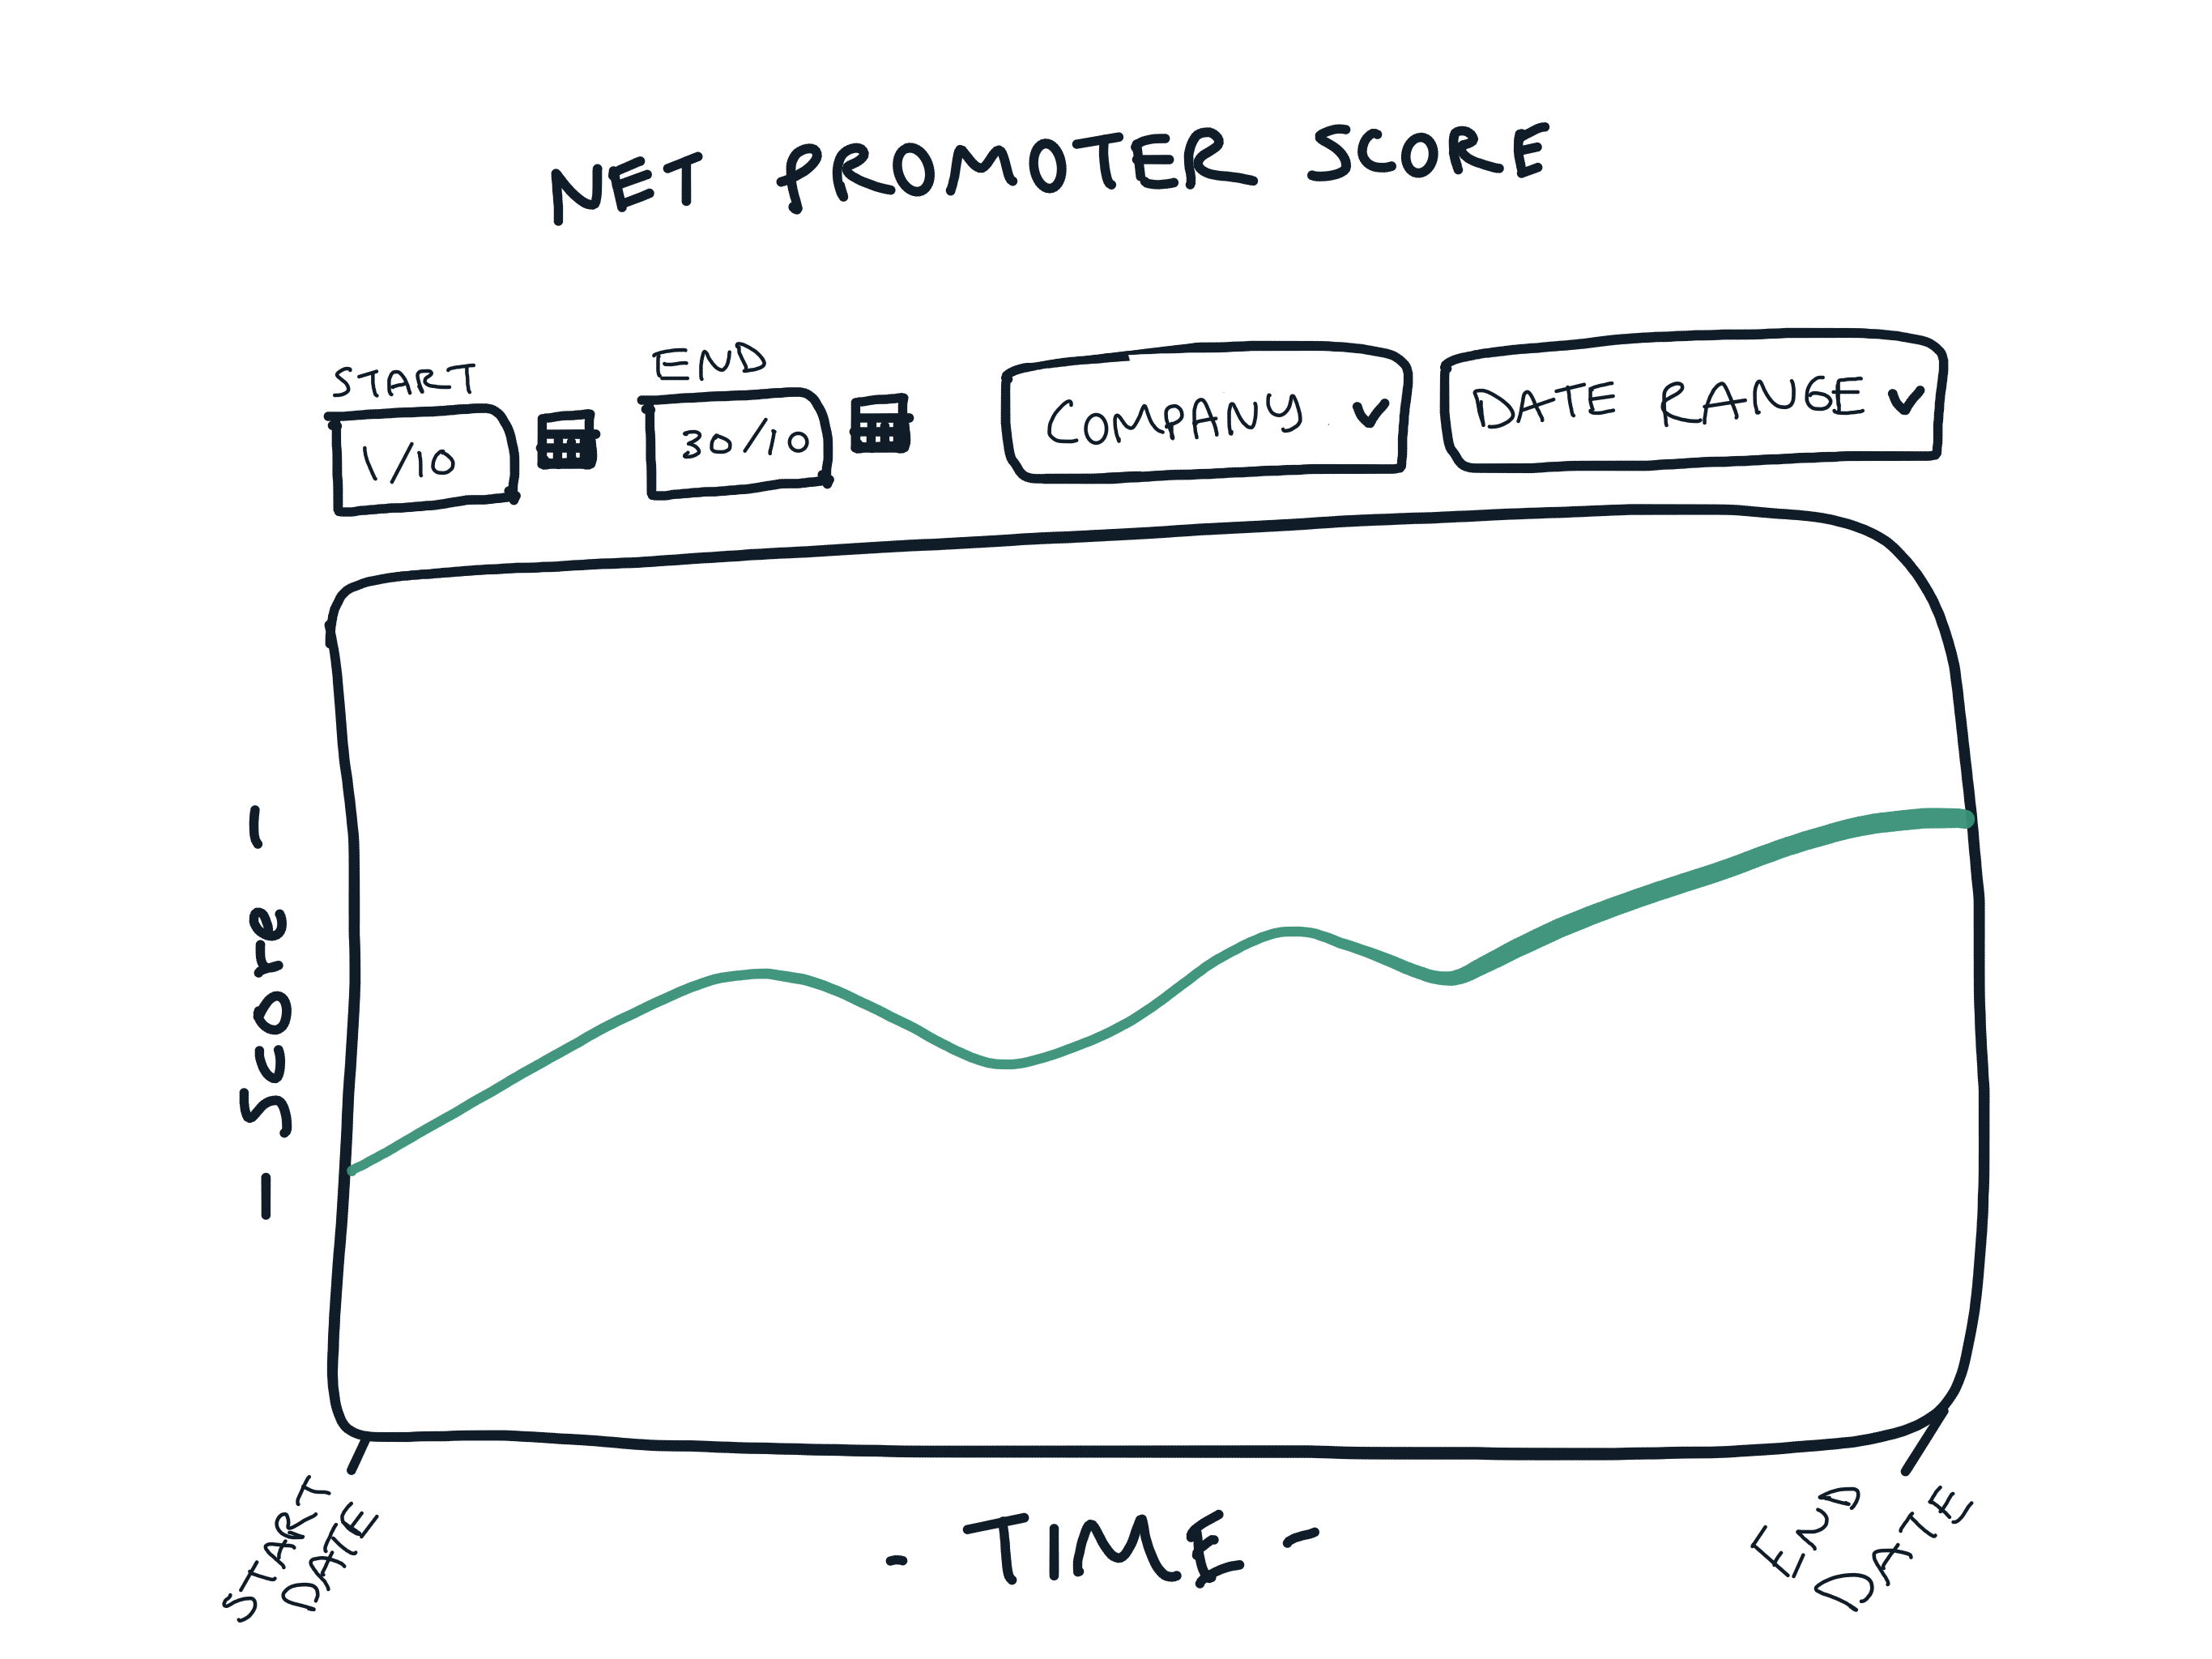 NET PROMOTER SCORE
START
END
1/10
30/10
COMPANY
DATE RANGE
- Score -
START
DATE
- TIME -
END
DATE